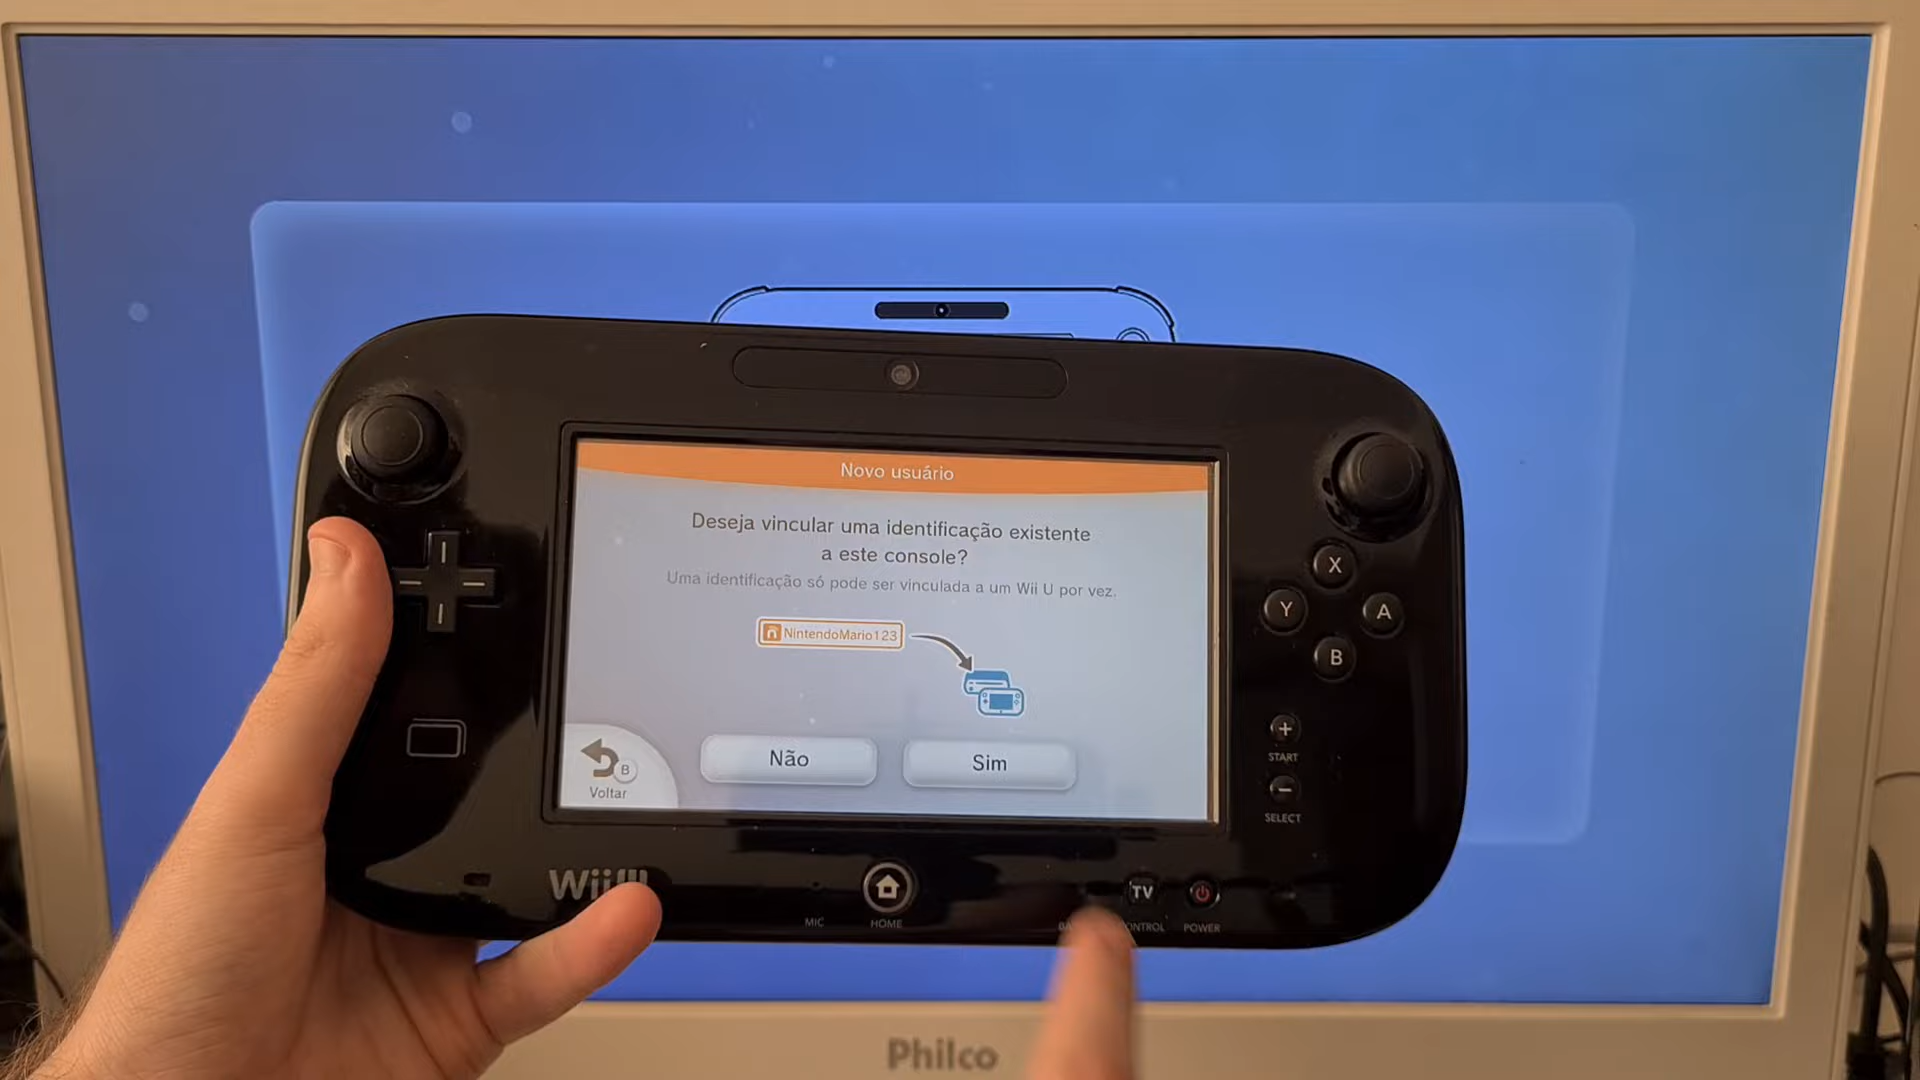 Novo usuário
Deseja vincular uma identificação existente
a este console?
Uma identificação só pode ser vinculada a um Wii U por vez.
NintendoMario123
Não
Sim
B
Voltar
X
Y
A
B
+
START
−
SELECT
Wii U
TV
MIC
HOME
POWER
Philco